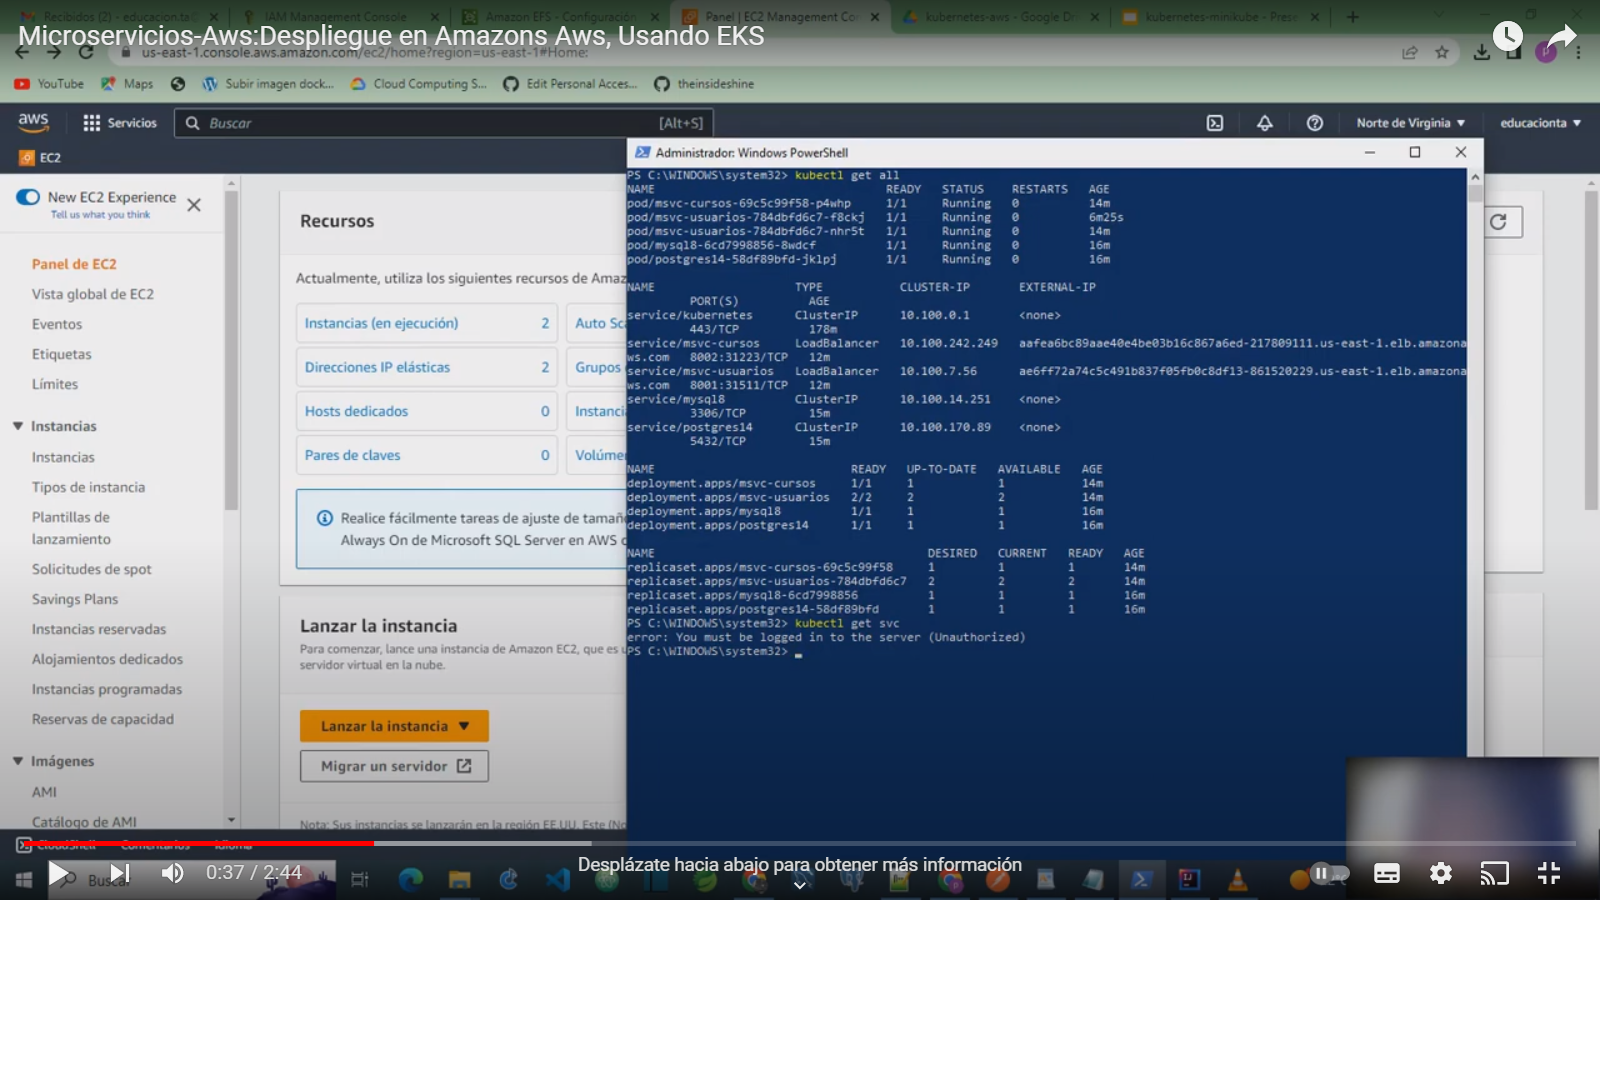 Recibidos (2) - educacion.ta@
IAM Management Console
Amazon EFS - Configuración
Panel | EC2 Management Con
kubernetes-aws - Google Dr
kubernetes-minikube - Prese
Microservicios-Aws:Despliegue en Amazons Aws, Usando EKS
us-east-1.console.aws.amazon.com/ec2/home?region=us-east-1#Home:
YouTube
Maps
Subir imagen dock...
Cloud Computing S...
Edit Personal Acces...
theinsideshine
aws
Servicios
Buscar
[Alt+S]
Norte de Virginia
educacionta
EC2
New EC2 Experience
Tell us what you think
Panel de EC2
Vista global de EC2
Eventos
Etiquetas
Límites
Instancias
Instancias
Tipos de instancia
Plantillas de
lanzamiento
Solicitudes de spot
Savings Plans
Instancias reservadas
Alojamientos dedicados
Instancias programadas
Reservas de capacidad
Imágenes
AMI
Catálogo de AMI
Recursos
Actualmente, utiliza los siguientes recursos de Amaz
Instancias (en ejecución) 2
Auto Sca
Direcciones IP elásticas 2
Grupos
Hosts dedicados 0
Instanci
Pares de claves 0
Volúme
Realice fácilmente tareas de ajuste de tamañ
Always On de Microsoft SQL Server en AWS c
Lanzar la instancia
Para comenzar, lance una instancia de Amazon EC2, que es u
servidor virtual en la nube.
Lanzar la instancia
Migrar un servidor
Nota: Sus instancias se lanzarán en la región EE.UU. Este (No
Administrador: Windows PowerShell
PS C:\WINDOWS\system32> kubectl get all
NAME READY STATUS RESTARTS AGE
pod/msvc-cursos-69c5c99f58-p4whp 1/1 Running 0 14m
pod/msvc-usuarios-784dbfd6c7-f8ckj 1/1 Running 0 6m25s
pod/msvc-usuarios-784dbfd6c7-nhr5t 1/1 Running 0 14m
pod/mysql8-6cd7998856-8wdcf 1/1 Running 0 16m
pod/postgres14-58df89bfd-jklpj 1/1 Running 0 16m
NAME TYPE CLUSTER-IP EXTERNAL-IP
PORT(S) AGE
service/kubernetes ClusterIP 10.100.0.1 <none>
443/TCP 178m
service/msvc-cursos LoadBalancer 10.100.242.249 aafea6bc89aae40e4be03b16c867a6ed-217809111.us-east-1.elb.amazona
ws.com 8002:31223/TCP 12m
service/msvc-usuarios LoadBalancer 10.100.7.56 ae6ff72a74c5c491b837f05fb0c8df13-861520229.us-east-1.elb.amazona
ws.com 8001:31511/TCP 12m
service/mysql8 ClusterIP 10.100.14.251 <none>
3306/TCP 15m
service/postgres14 ClusterIP 10.100.170.89 <none>
5432/TCP 15m
NAME READY UP-TO-DATE AVAILABLE AGE
deployment.apps/msvc-cursos 1/1 1 1 14m
deployment.apps/msvc-usuarios 2/2 2 2 14m
deployment.apps/mysql8 1/1 1 1 16m
deployment.apps/postgres14 1/1 1 1 16m
NAME DESIRED CURRENT READY AGE
replicaset.apps/msvc-cursos-69c5c99f58 1 1 1 14m
replicaset.apps/msvc-usuarios-784dbfd6c7 2 2 2 14m
replicaset.apps/mysql8-6cd7998856 1 1 1 16m
replicaset.apps/postgres14-58df89bfd 1 1 1 16m
PS C:\WINDOWS\system32> kubectl get svc
error: You must be logged in to the server (Unauthorized)
PS C:\WINDOWS\system32>
CloudShell Comentarios Idioma
0:37 / 2:44
Desplázate hacia abajo para obtener más información